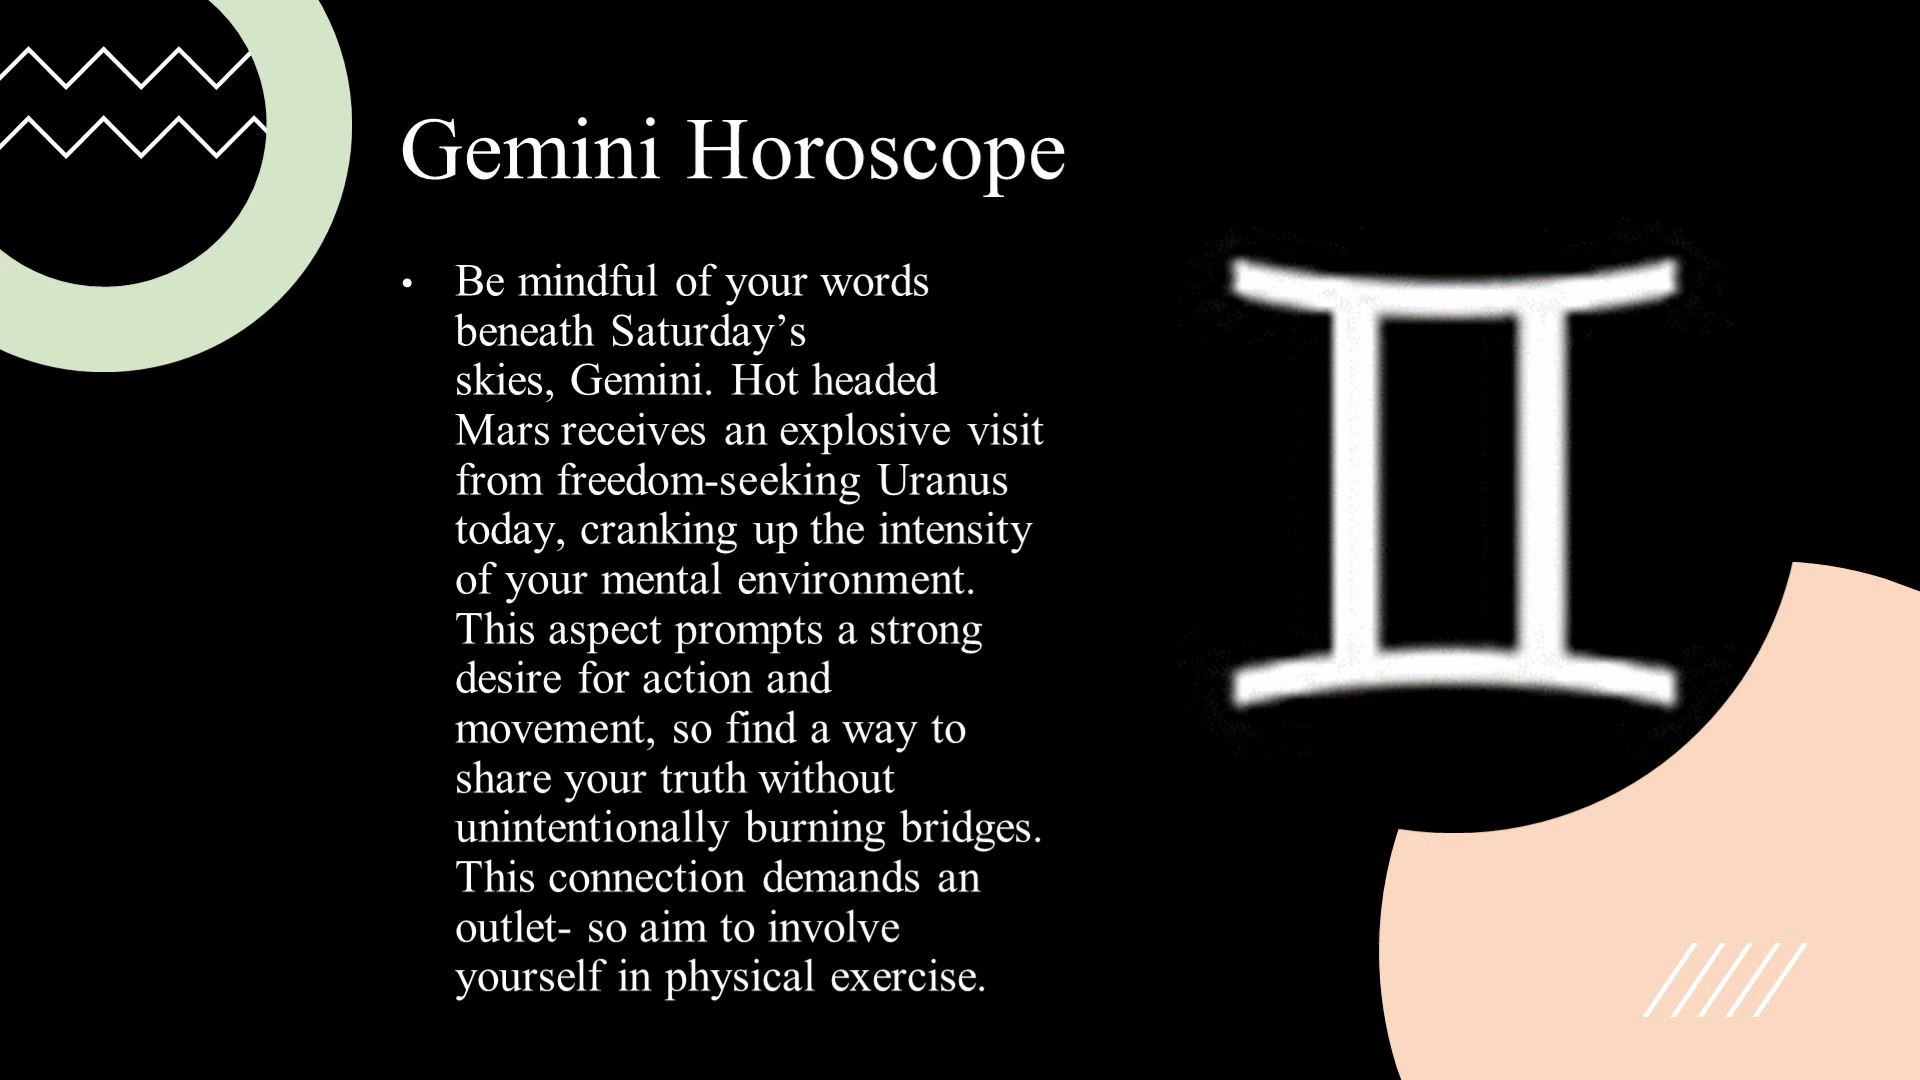 Gemini Horoscope
• Be mindful of your words
beneath Saturday’s
skies, Gemini. Hot headed
Mars receives an explosive visit
from freedom-seeking Uranus
today, cranking up the intensity
of your mental environment.
This aspect prompts a strong
desire for action and
movement, so find a way to
share your truth without
unintentionally burning bridges.
This connection demands an
outlet- so aim to involve
yourself in physical exercise.